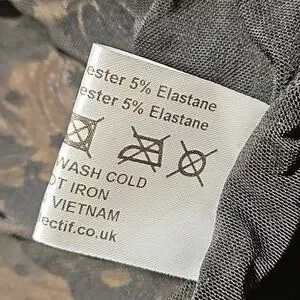 ester 5% Elastane
ester 5% Elastane
WASH COLD
OT IRON
VIETNAM
ectif.co.uk